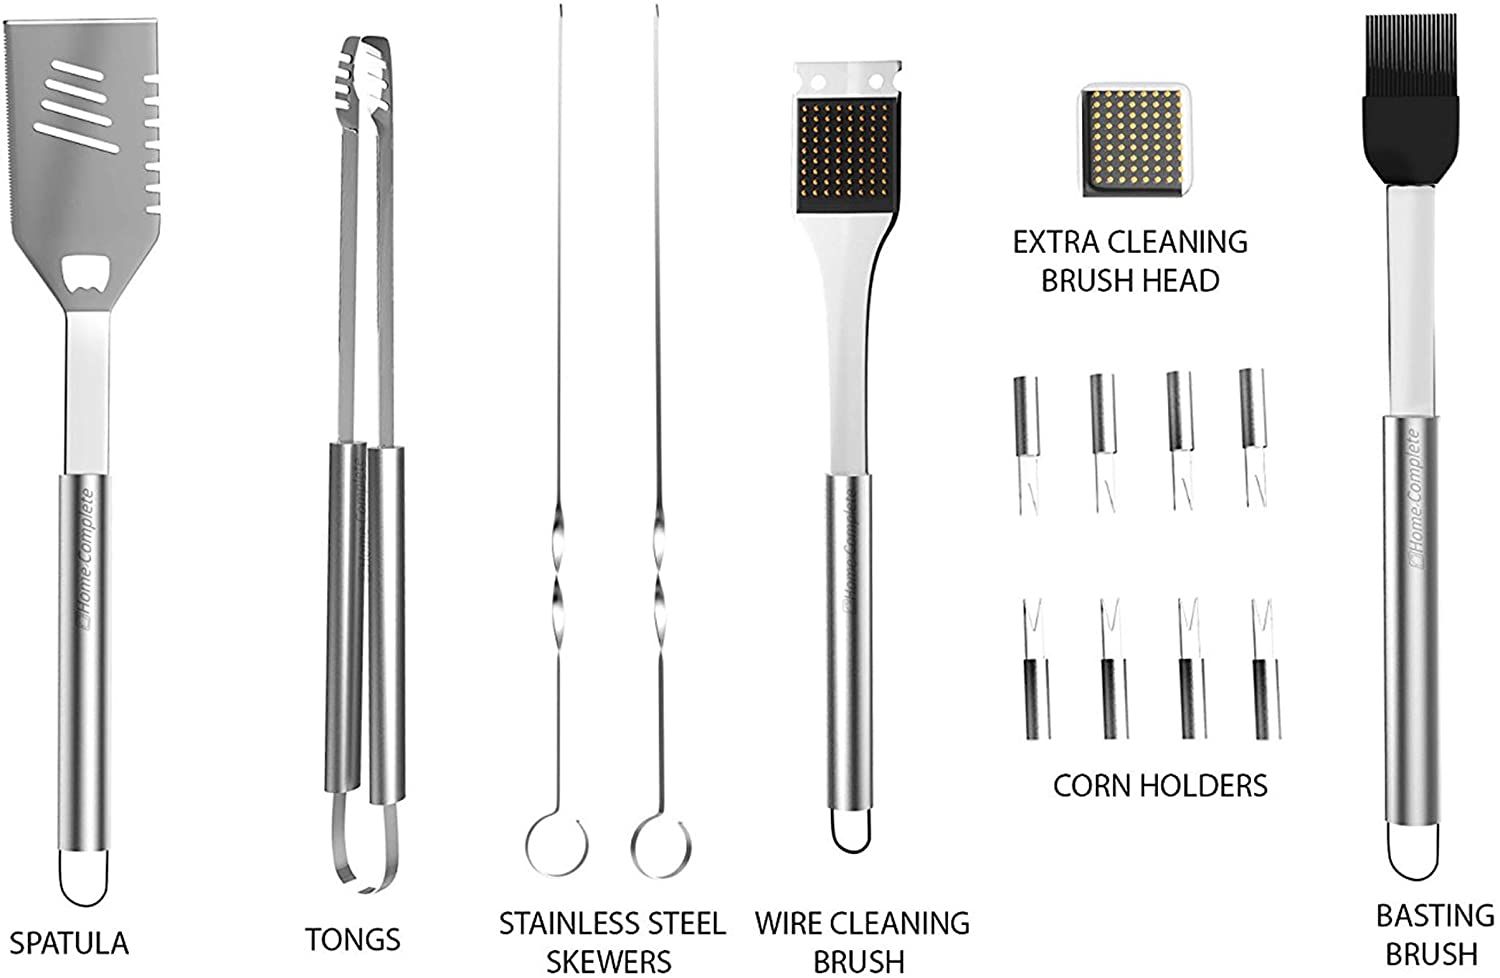 Home-Complete
SPATULA
Home-Complete
TONGS
STAINLESS STEEL
SKEWERS
Home-Complete
WIRE CLEANING
BRUSH
EXTRA CLEANING
BRUSH HEAD
CORN HOLDERS
Home-Complete
BASTING
BRUSH